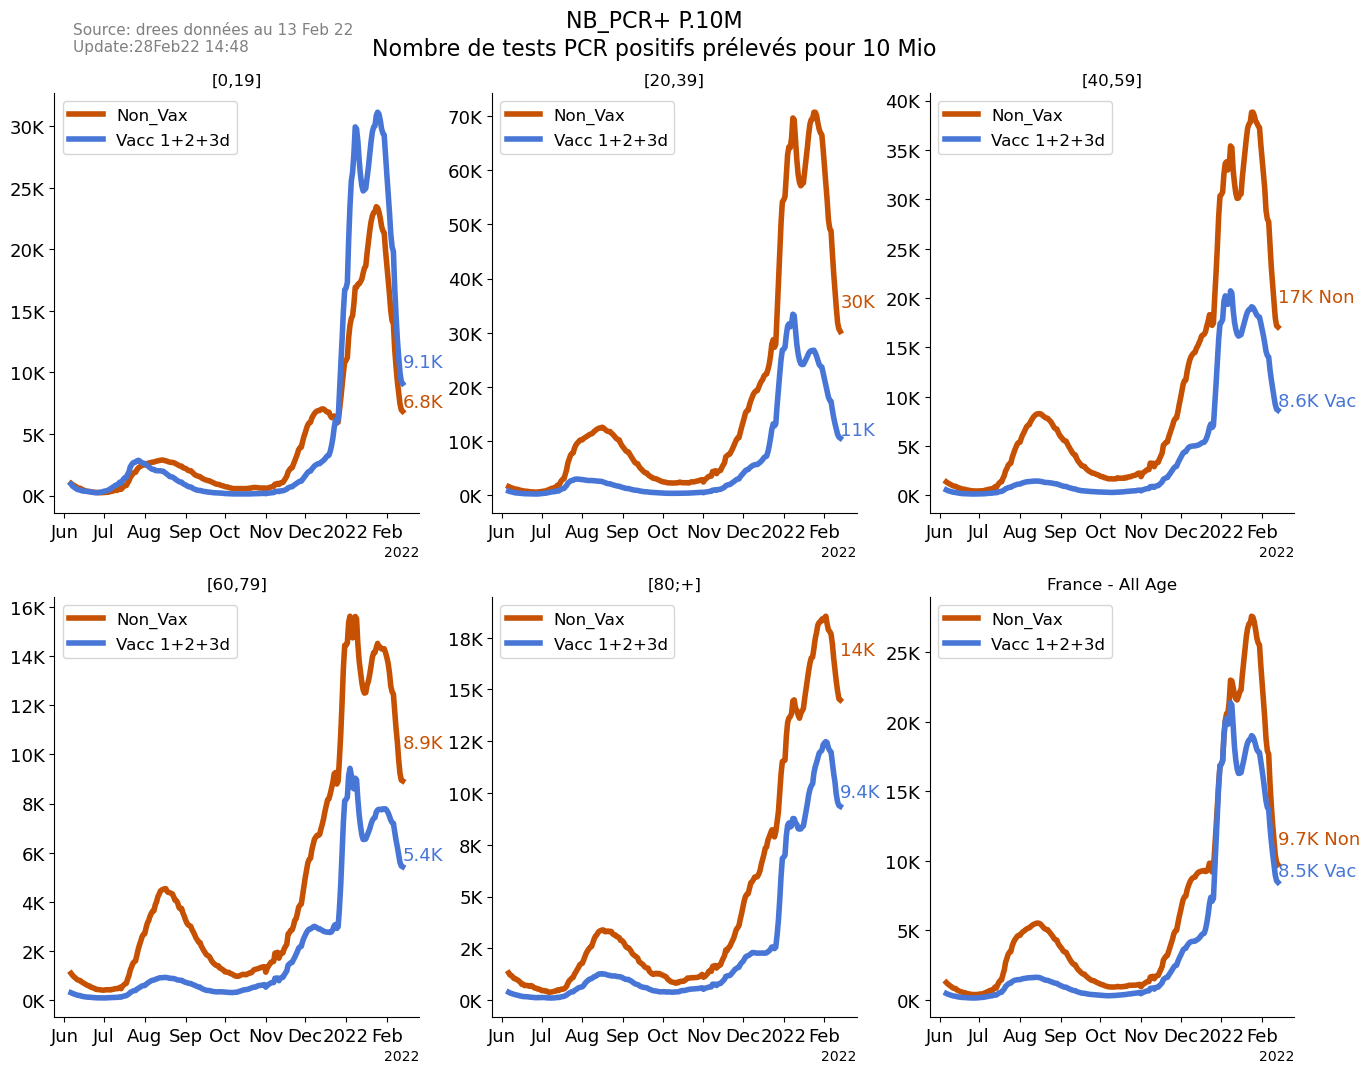 NB_PCR+ P.10M
Nombre de tests PCR positifs prélevés pour 10 Mio
Source: drees données au 13 Feb 22
Update:28Feb22 14:48
[0,19]
Non_Vax
Vacc 1+2+3d
30K
25K
20K
15K
10K
5K
0K
9.1K
6.8K
Jun Jul Aug Sep Oct Nov Dec 2022 Feb
2022
[20,39]
Non_Vax
Vacc 1+2+3d
70K
60K
50K
40K
30K
20K
10K
0K
30K
11K
Jun Jul Aug Sep Oct Nov Dec 2022 Feb
2022
[40,59]
Non_Vax
Vacc 1+2+3d
40K
35K
30K
25K
20K
15K
10K
5K
0K
17K Non
8.6K Vac
Jun Jul Aug Sep Oct Nov Dec 2022 Feb
2022
[60,79]
Non_Vax
Vacc 1+2+3d
16K
14K
12K
10K
8K
6K
4K
2K
0K
8.9K
5.4K
Jun Jul Aug Sep Oct Nov Dec 2022 Feb
2022
[80;+]
Non_Vax
Vacc 1+2+3d
18K
15K
12K
10K
8K
5K
2K
0K
14K
9.4K
Jun Jul Aug Sep Oct Nov Dec 2022 Feb
2022
France - All Age
Non_Vax
Vacc 1+2+3d
25K
20K
15K
10K
5K
0K
9.7K Non
8.5K Vac
Jun Jul Aug Sep Oct Nov Dec 2022 Feb
2022